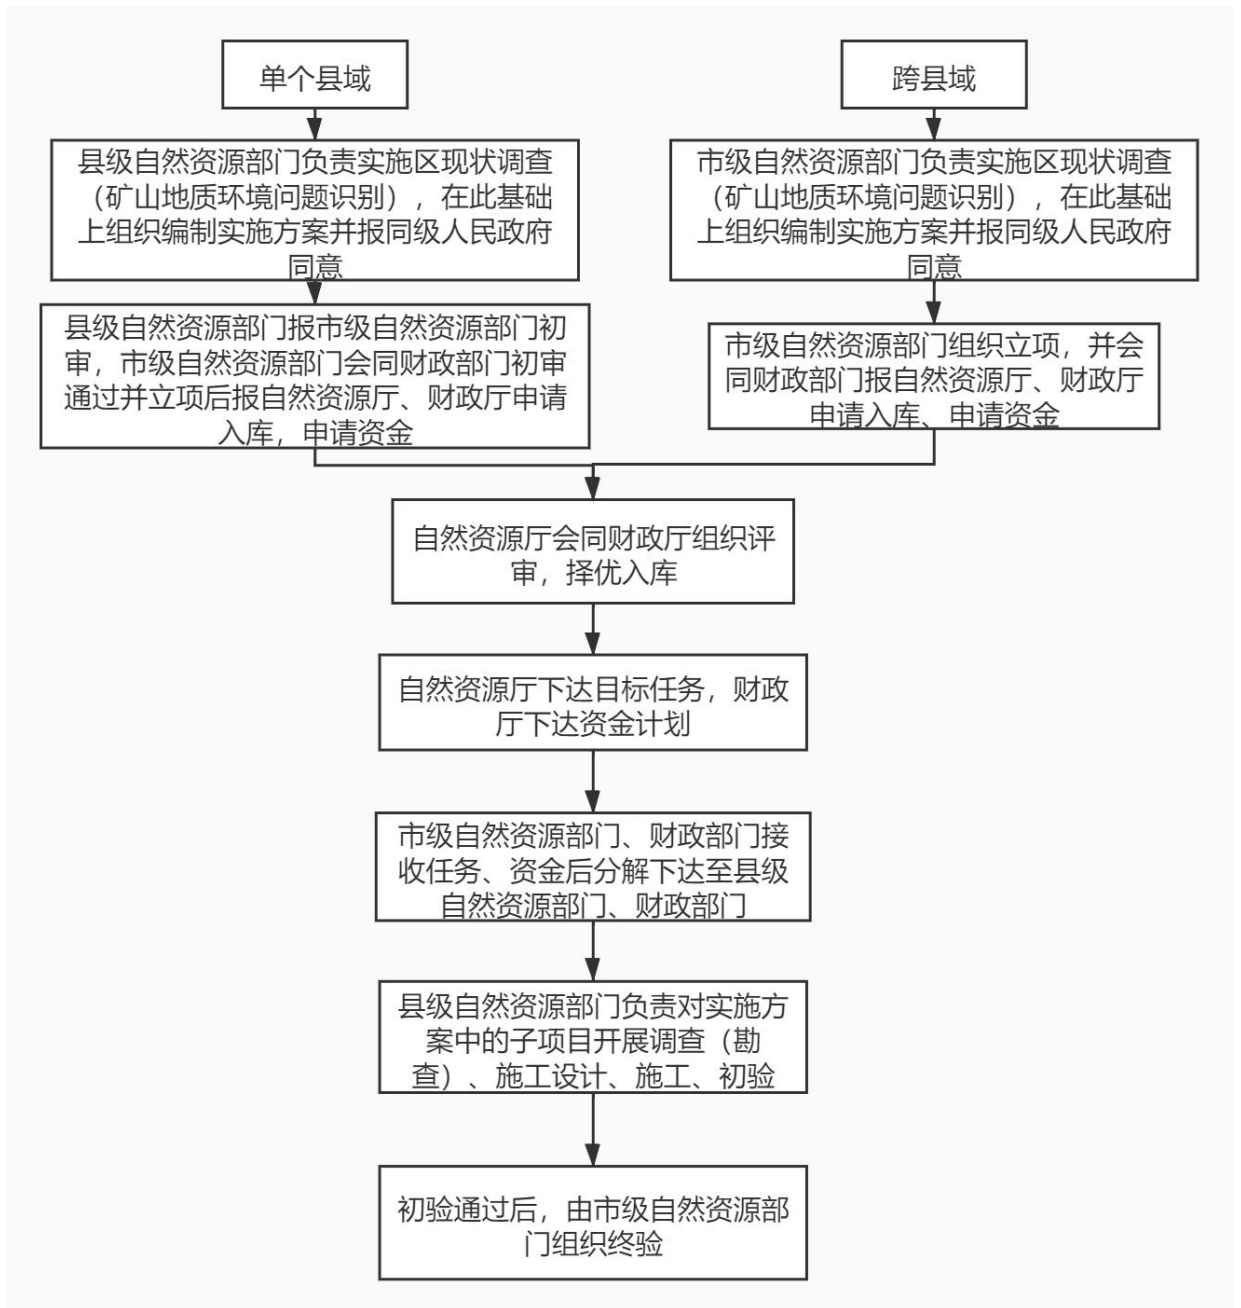 单个县域
县级自然资源部门负责实施区现状调查
（矿山地质环境问题识别），在此基础
上组织编制实施方案并报同级人民政府
同意
县级自然资源部门报市级自然资源部门初
审，市级自然资源部门会同财政部门初审
通过并立项后报自然资源厅、财政厅申请
入库，申请资金
跨县域
市级自然资源部门负责实施区现状调查
（矿山地质环境问题识别），在此基础
上组织编制实施方案并报同级人民政府
同意
市级自然资源部门组织立项，并会
同财政部门报自然资源厅、财政厅
申请入库、申请资金
自然资源厅会同财政厅组织评
审，择优入库
自然资源厅下达目标任务，财政
厅下达资金计划
市级自然资源部门、财政部门接
收任务、资金后分解下达至县级
自然资源部门、财政部门
县级自然资源部门负责对实施方
案中的子项目开展调查（勘
查）、施工设计、施工、初验
初验通过后，由市级自然资源部
门组织终验